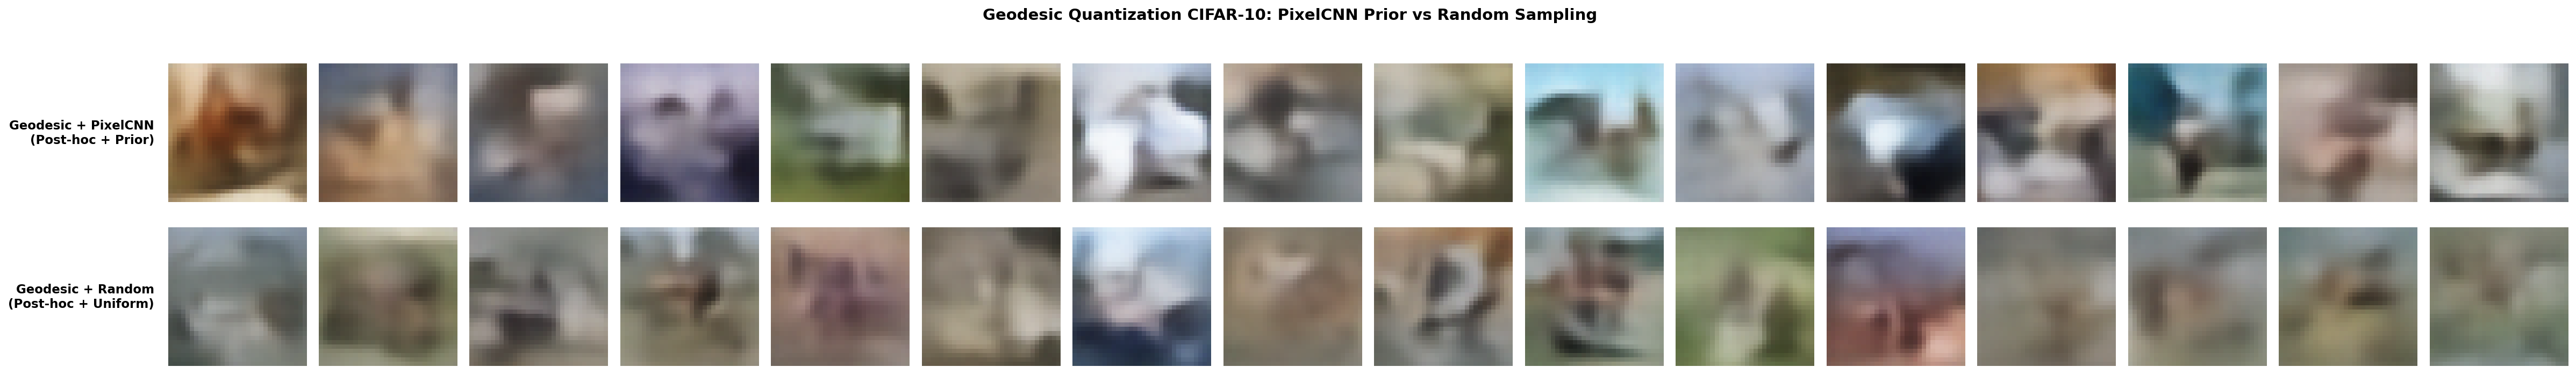 Geodesic Quantization CIFAR-10: PixelCNN Prior vs Random Sampling
Geodesic + PixelCNN
(Post-hoc + Prior)
Geodesic + Random
(Post-hoc + Uniform)